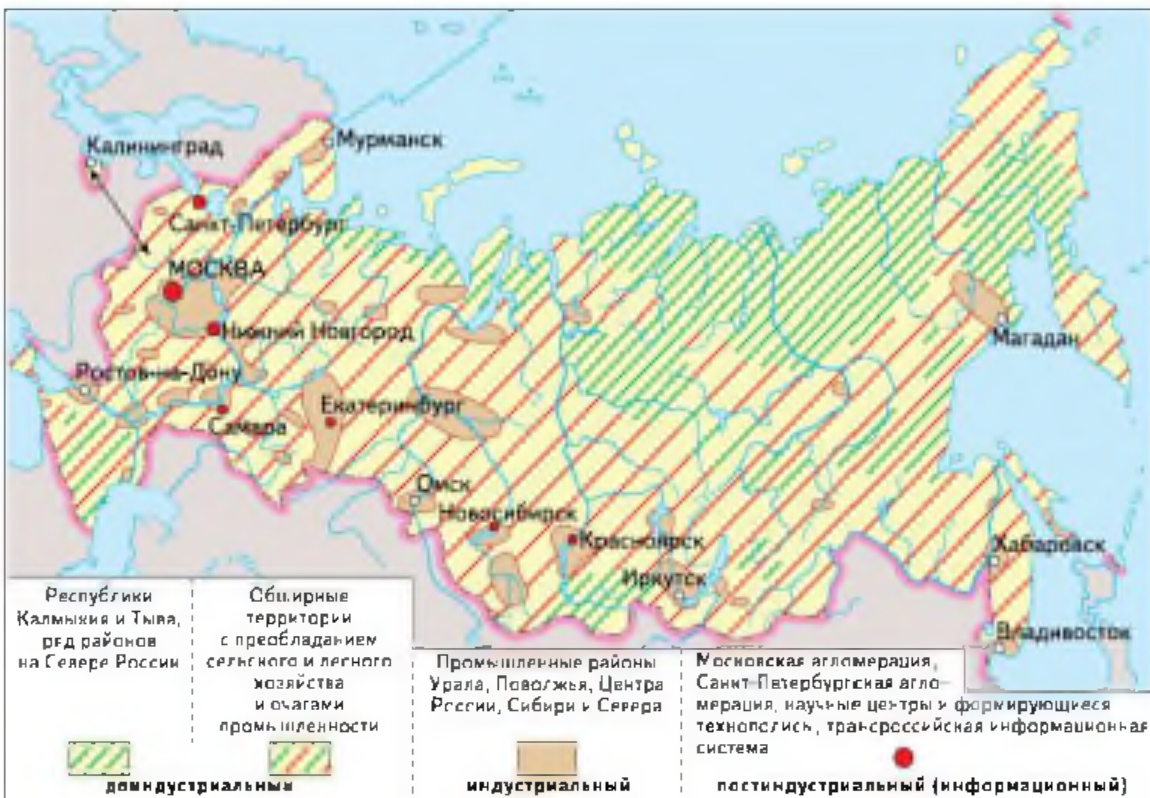 Мурманск
Калининград
Санкт-Петербург
МОСКВА
Нижний Новгород
Магадан
Ростов-на-Дону
Екатеринбург
Самара
Омск
Новосибирск
Красноярск
Хабаровск
Иркутск
Владивосток
Республики
Калмыкия и Тыва,
ряд районов
на Севере России
Обширные
территории
с преобладанием
сельского и лесного
хозяйства
и очагами
промышленности
Промышленные районы
Урала, Поволжья, Центра
России, Сибири и Севера
Московская агломерация,
Санкт-Петербургская агло-
мерация, научные центры и формирующиеся
технополисы, трансроссийская информационная
система
доиндустриальный
индустриальный
постиндустриальный (информационный)